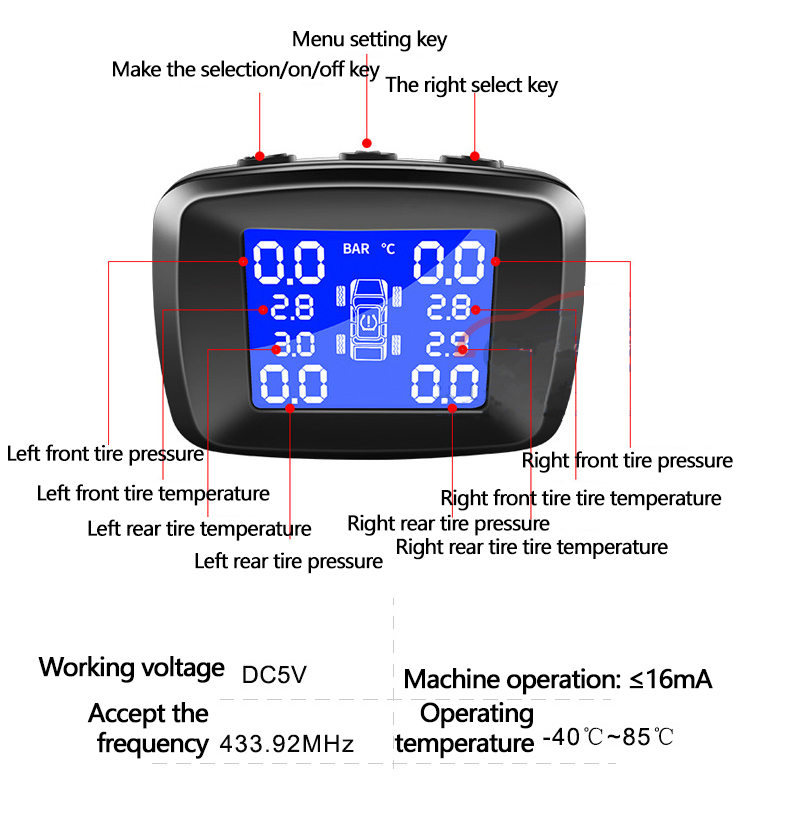 Menu setting key
Make the selection/on/off key
The right select key
0.0 BAR ℃ 0.0
2.8 2.8
3.0 2.9
0.0 0.0
Left front tire pressure
Right front tire pressure
Left front tire temperature
Right front tire tire temperature
Left rear tire temperature
Right rear tire pressure
Right rear tire tire temperature
Left rear tire pressure
Working voltage DC5V
Machine operation: ≤16mA
Accept the
frequency 433.92MHz
Operating
temperature -40℃~85℃